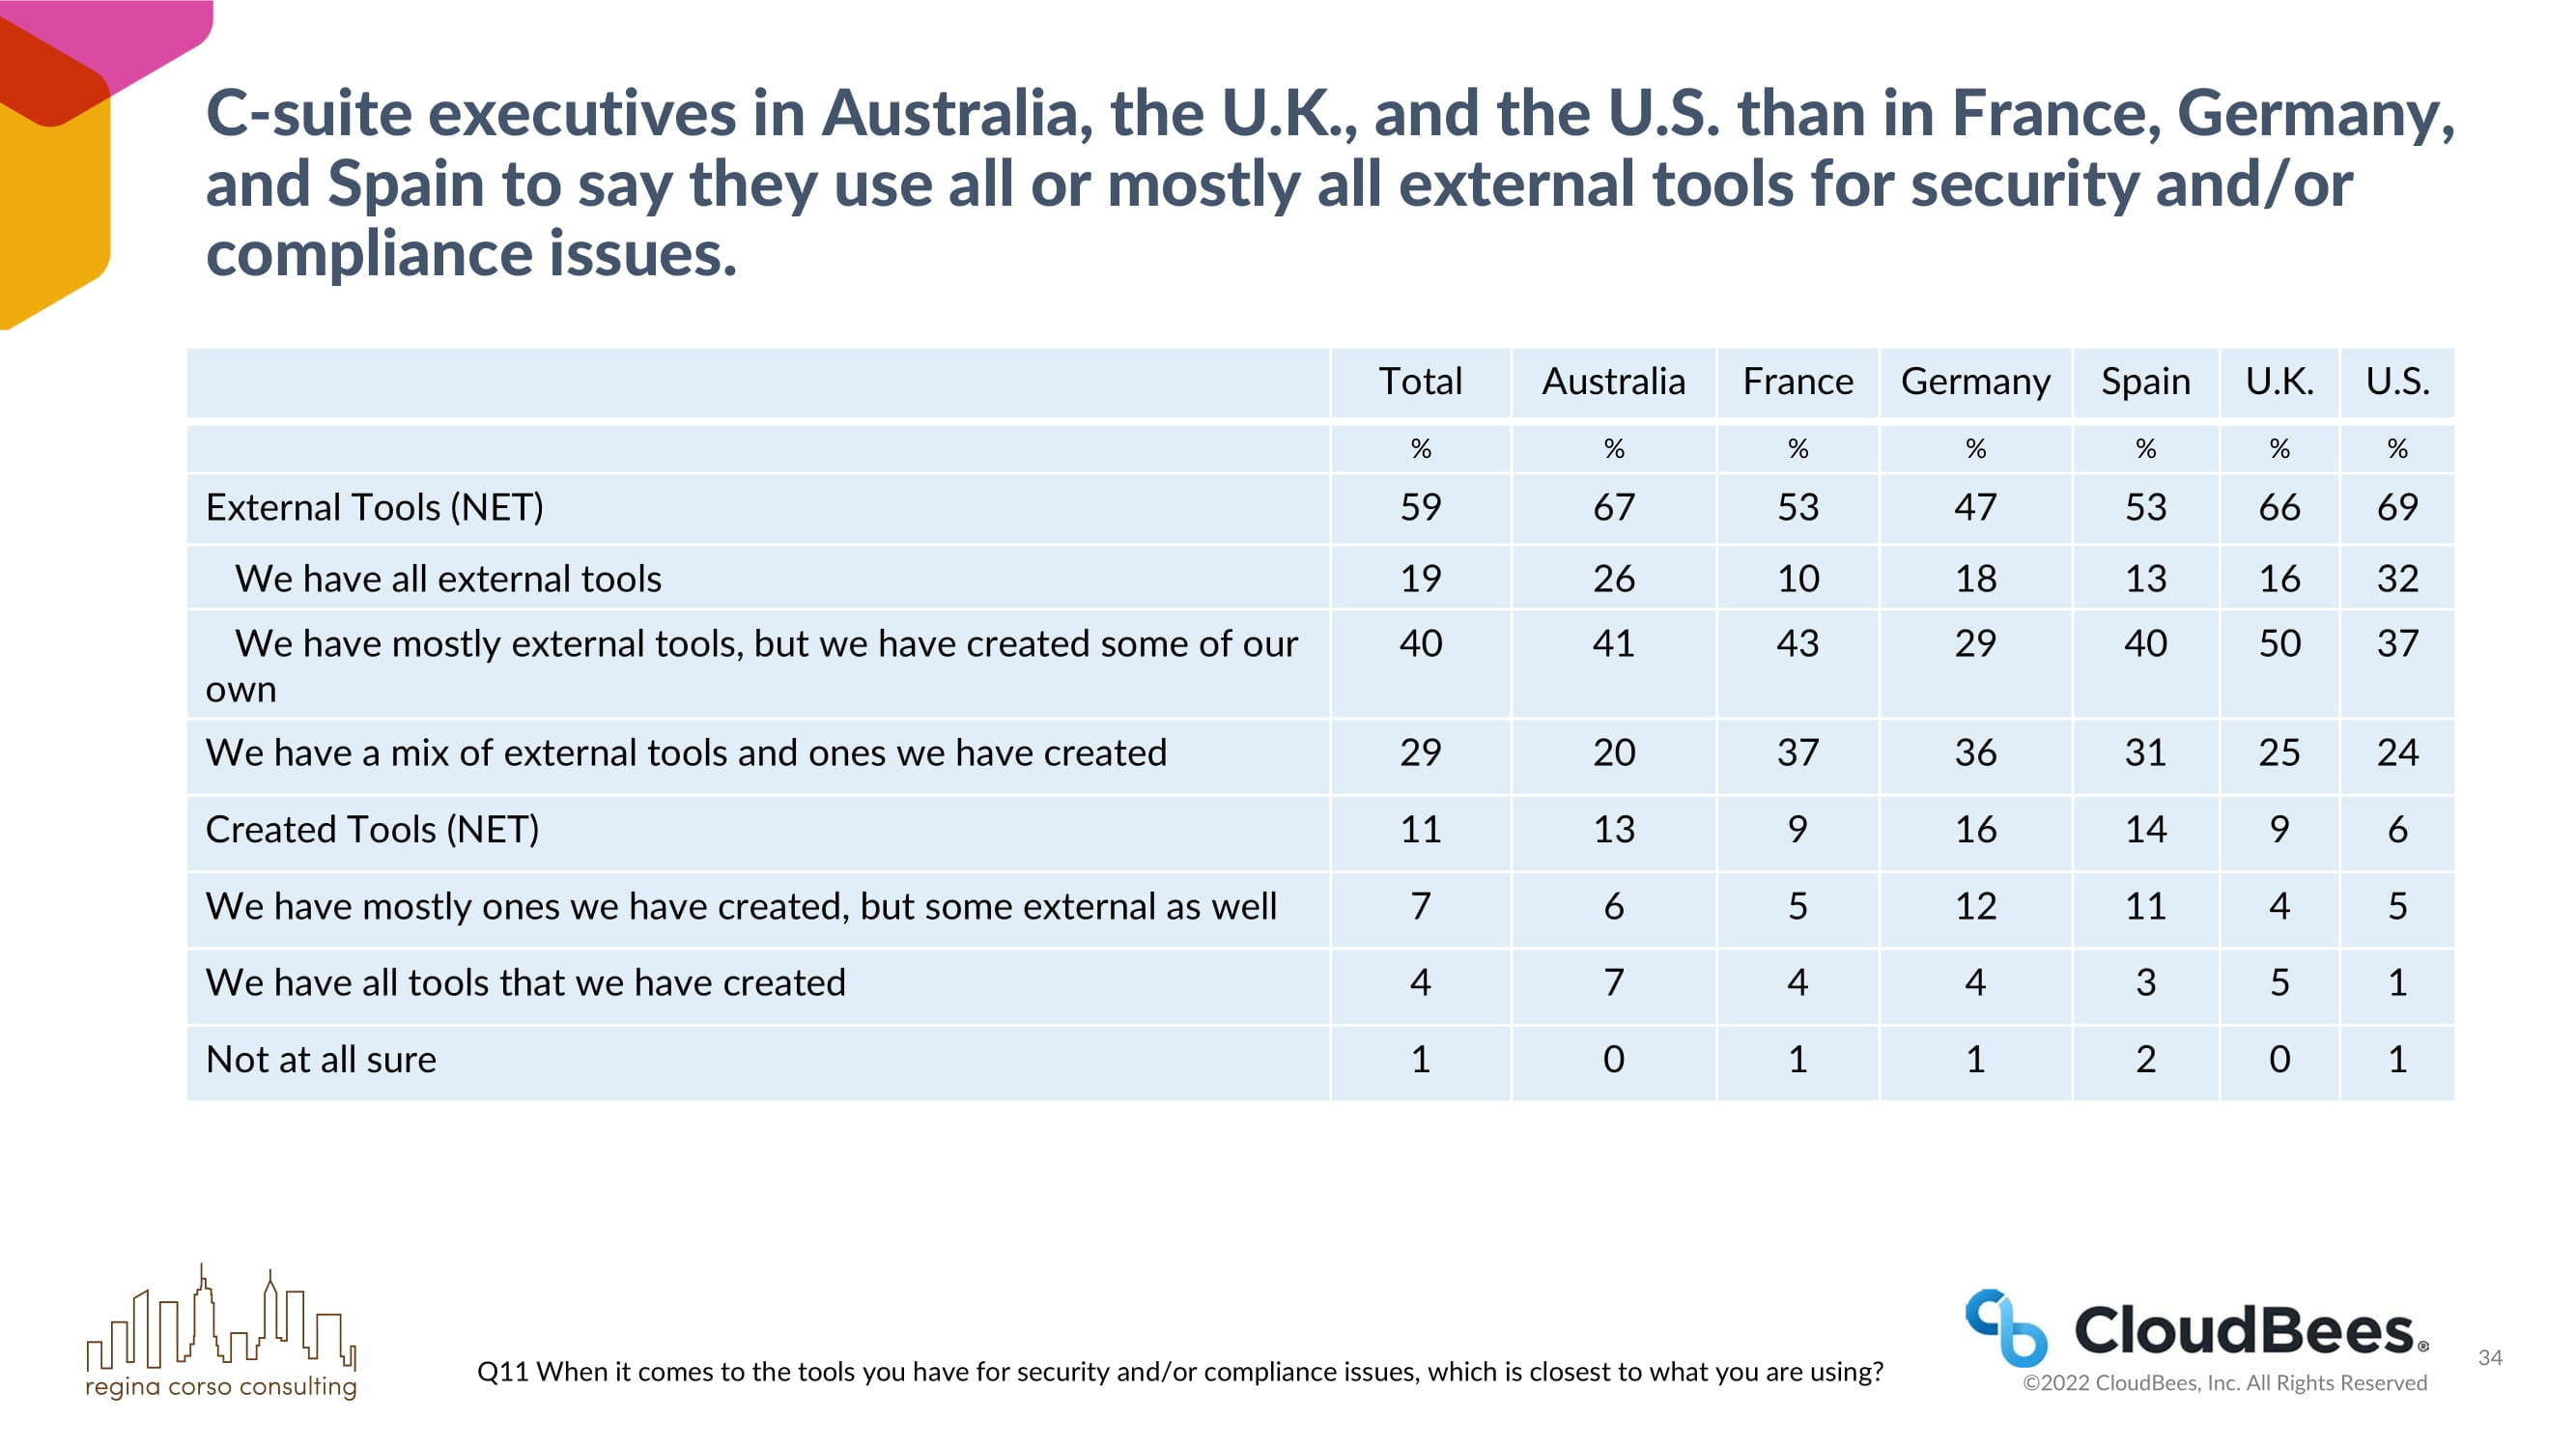 C-suite executives in Australia, the U.K., and the U.S. than in France, Germany,
and Spain to say they use all or mostly all external tools for security and/or
compliance issues.
Total Australia France Germany Spain U.K. U.S.
% % % % % % %
External Tools (NET) 59 67 53 47 53 66 69
We have all external tools 19 26 10 18 13 16 32
We have mostly external tools, but we have created some of our 40 41 43 29 40 50 37
own
We have a mix of external tools and ones we have created 29 20 37 36 31 25 24
Created Tools (NET) 11 13 9 16 14 9 6
We have mostly ones we have created, but some external as well 7 6 5 12 11 4 5
We have all tools that we have created 4 7 4 4 3 5 1
Not at all sure 1 0 1 1 2 0 1
regina corso consulting
Q11 When it comes to the tools you have for security and/or compliance issues, which is closest to what you are using?
CloudBees®
©2022 CloudBees, Inc. All Rights Reserved
34